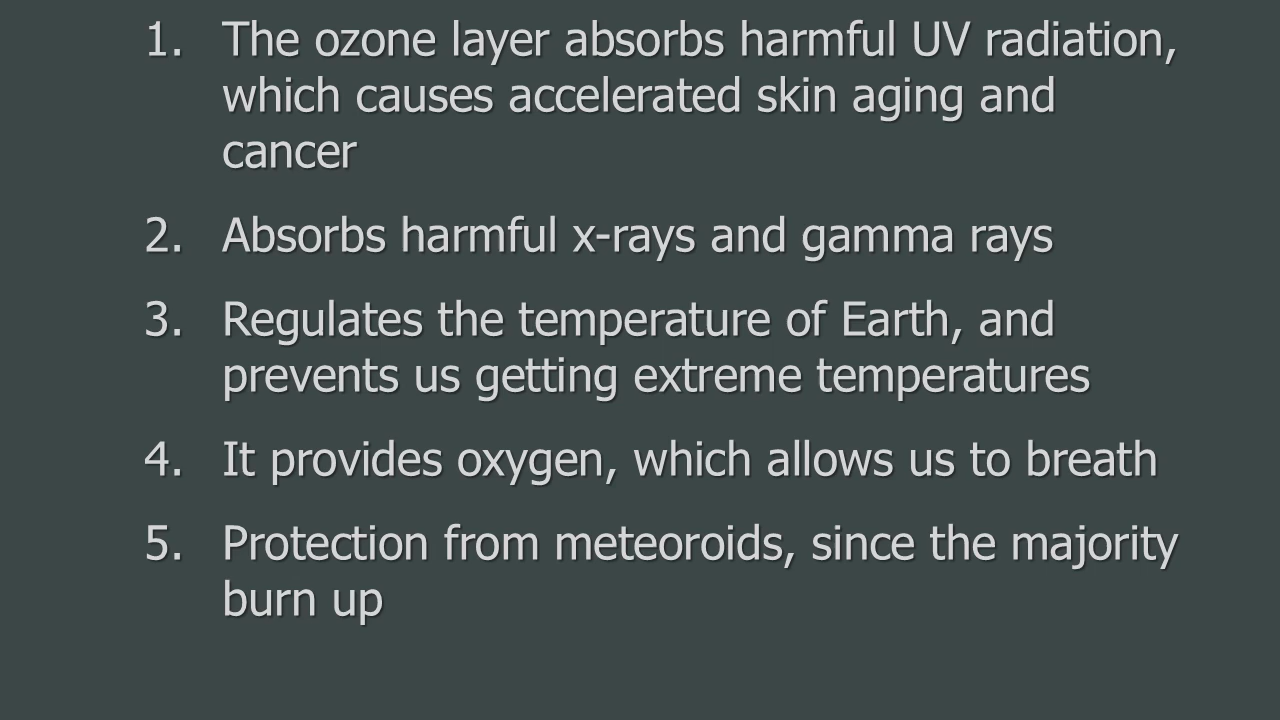 1. The ozone layer absorbs harmful UV radiation,
which causes accelerated skin aging and
cancer
2. Absorbs harmful x-rays and gamma rays
3. Regulates the temperature of Earth, and
prevents us getting extreme temperatures
4. It provides oxygen, which allows us to breath
5. Protection from meteoroids, since the majority
burn up